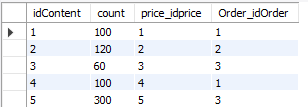 idContent count price_idprice Order_idOrder
1 100 1 1
2 120 2 2
3 60 3 3
4 100 4 1
5 300 5 3